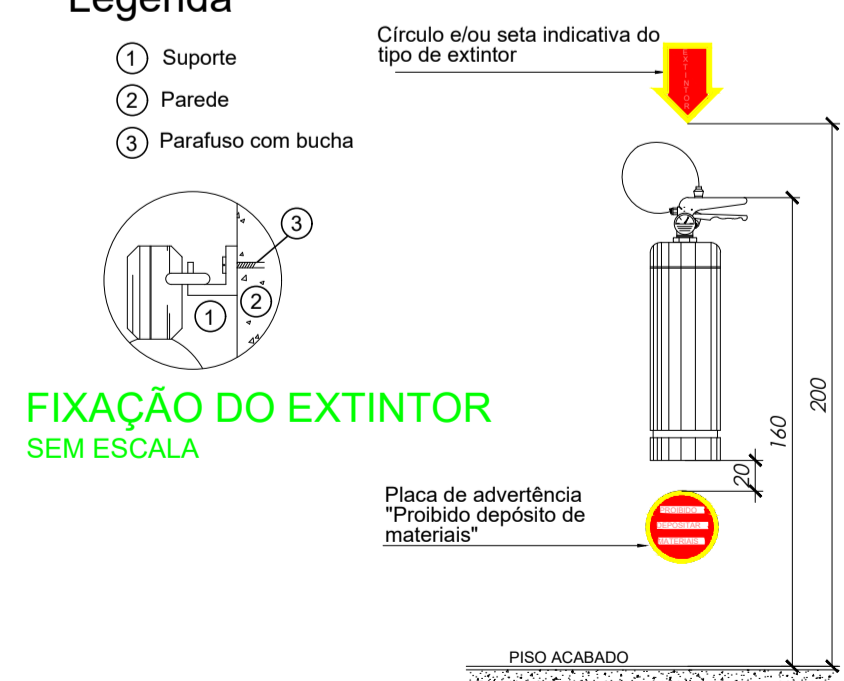 Legenda
1 Suporte
2 Parede
3 Parafuso com bucha
Círculo e/ou seta indicativa do
tipo de extintor
EXTINTOR
3
2
1
FIXAÇÃO DO EXTINTOR
SEM ESCALA
200
160
20
Placa de advertência
"Proibido depósito de
materiais"
PROIBIDO
DEPOSITAR
MATERIAIS
PISO ACABADO